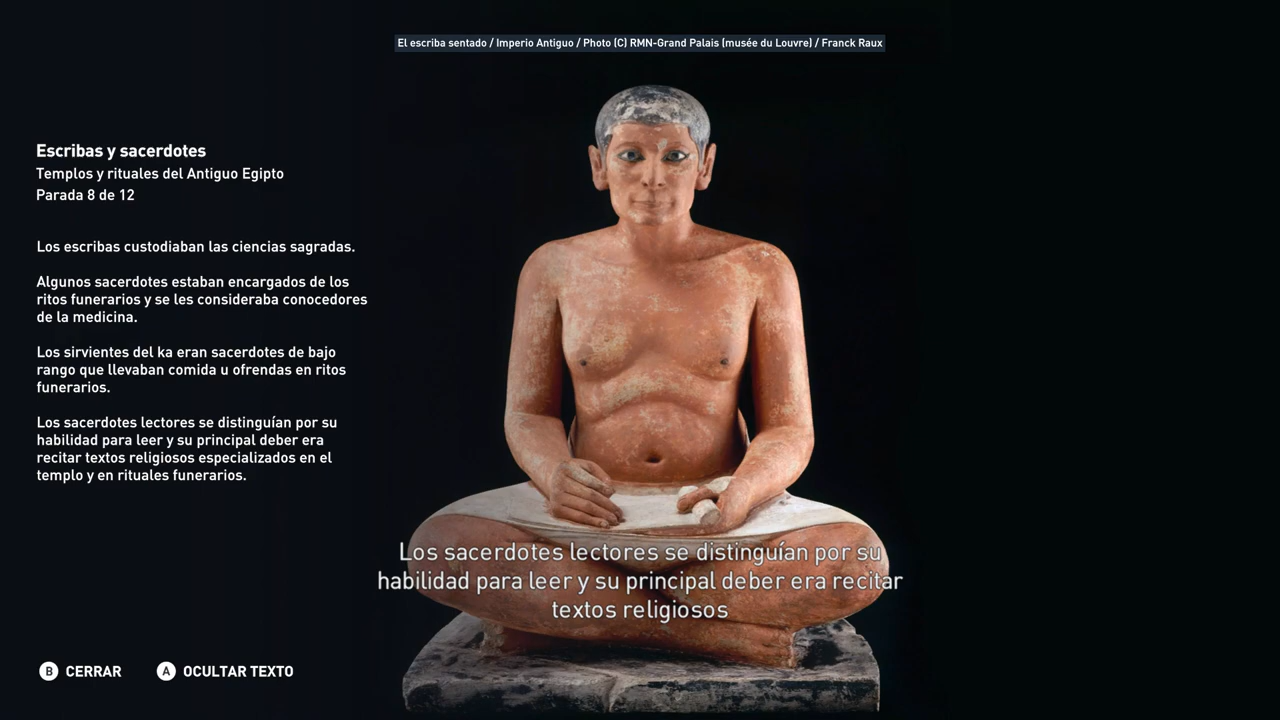 El escriba sentado / Imperio Antiguo / Photo (C) RMN-Grand Palais (musée du Louvre) / Franck Raux
Escribas y sacerdotes
Templos y rituales del Antiguo Egipto
Parada 8 de 12
Los escribas custodiaban las ciencias sagradas.
Algunos sacerdotes estaban encargados de los
ritos funerarios y se les consideraba conocedores
de la medicina.
Los sirvientes del ka eran sacerdotes de bajo
rango que llevaban comida u ofrendas en ritos
funerarios.
Los sacerdotes lectores se distinguían por su
habilidad para leer y su principal deber era
recitar textos religiosos especializados en el
templo y en rituales funerarios.
Los sacerdotes lectores se distinguían por su
habilidad para leer y su principal deber era recitar
textos religiosos
B CERRAR A OCULTAR TEXTO